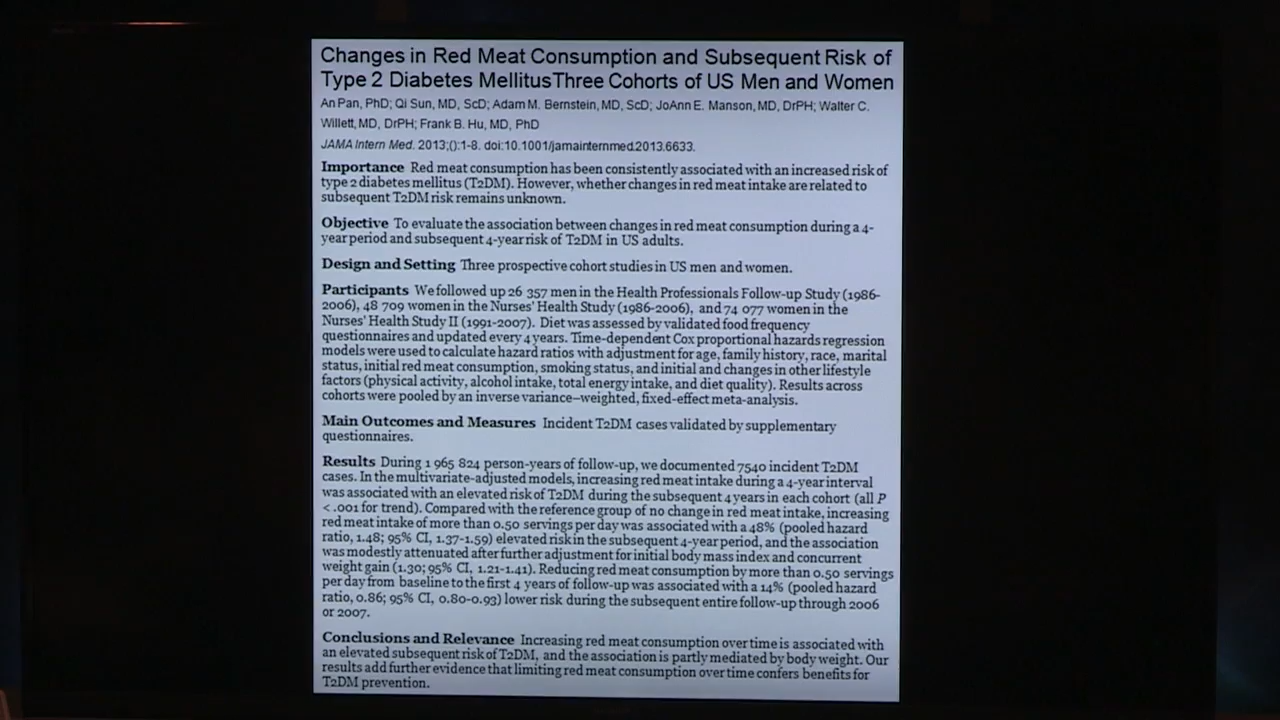 Changes in Red Meat Consumption and Subsequent Risk of
Type 2 Diabetes MellitusThree Cohorts of US Men and Women
An Pan, PhD; Qi Sun, MD, ScD; Adam M. Bernstein, MD, ScD; JoAnn E. Manson, MD, DrPH; Walter C.
Willett, MD, DrPH; Frank B. Hu, MD, PhD
JAMA Intern Med. 2013;():1-8. doi:10.1001/jamainternmed.2013.6633.
Importance Red meat consumption has been consistently associated with an increased risk of
type 2 diabetes mellitus (T2DM). However, whether changes in red meat intake are related to
subsequent T2DM risk remains unknown.
Objective To evaluate the association between changes in red meat consumption during a 4-
year period and subsequent 4-year risk of T2DM in US adults.
Design and Setting Three prospective cohort studies in US men and women.
Participants We followed up 26 357 men in the Health Professionals Follow-up Study (1986-
2006), 48 709 women in the Nurses' Health Study (1986-2006), and 74 077 women in the
Nurses' Health Study II (1991-2007). Diet was assessed by validated food frequency
questionnaires and updated every 4 years. Time-dependent Cox proportional hazards regression
models were used to calculate hazard ratios with adjustment for age, family history, race, marital
status, initial red meat consumption, smoking status, and initial and changes in other lifestyle
factors (physical activity, alcohol intake, total energy intake, and diet quality). Results across
cohorts were pooled by an inverse variance–weighted, fixed-effect meta-analysis.
Main Outcomes and Measures Incident T2DM cases validated by supplementary
questionnaires.
Results During 1 965 824 person-years of follow-up, we documented 7540 incident T2DM
cases. In the multivariate-adjusted models, increasing red meat intake during a 4-year interval
was associated with an elevated risk of T2DM during the subsequent 4 years in each cohort (all P
< .001 for trend). Compared with the reference group of no change in red meat intake, increasing
red meat intake of more than 0.50 servings per day was associated with a 48% (pooled hazard
ratio, 1.48; 95% CI, 1.37-1.59) elevated risk in the subsequent 4-year period, and the association
was modestly attenuated after further adjustment for initial body mass index and concurrent
weight gain (1.30; 95% CI, 1.21-1.41). Reducing red meat consumption by more than 0.50 servings
per day from baseline to the first 4 years of follow-up was associated with a 14% (pooled hazard
ratio, 0.86; 95% CI, 0.80-0.93) lower risk during the subsequent entire follow-up through 2006
or 2007.
Conclusions and Relevance Increasing red meat consumption over time is associated with
an elevated subsequent risk of T2DM, and the association is partly mediated by body weight. Our
results add further evidence that limiting red meat consumption over time confers benefits for
T2DM prevention.